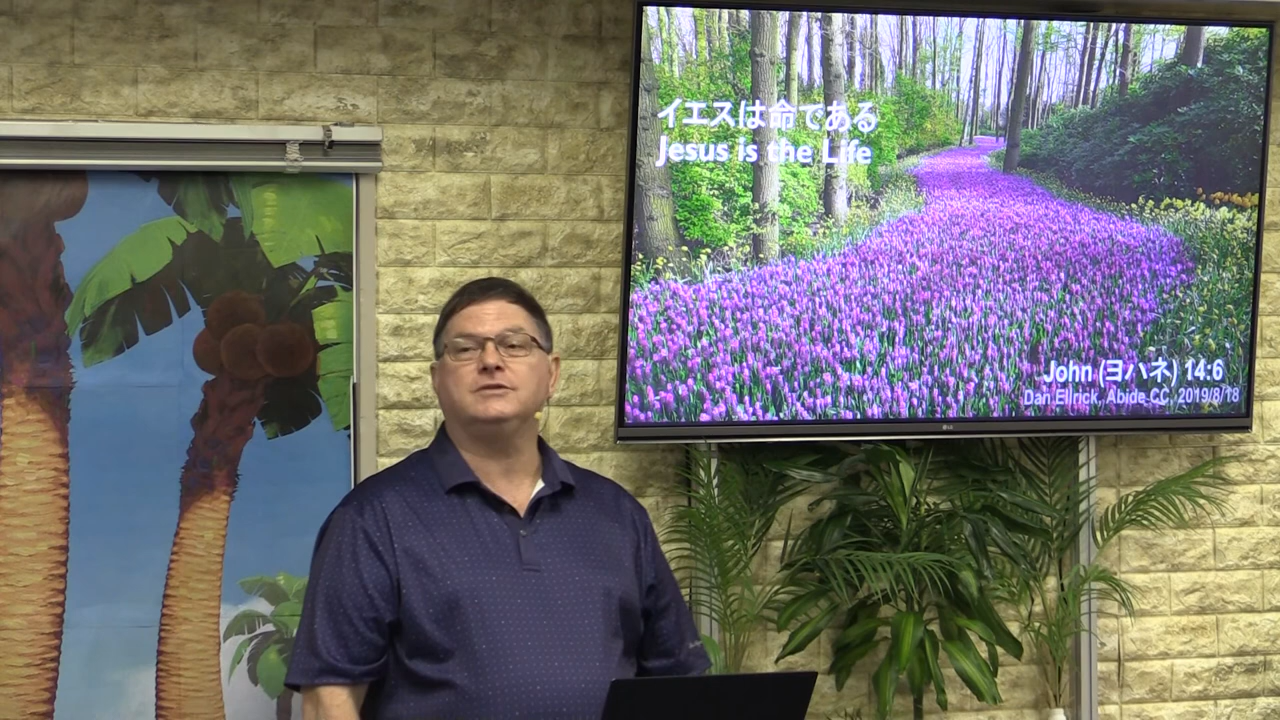 イエスは命である
Jesus is the Life
John (ヨハネ) 14:6
Dan Ellrick, Abide CC, 2019/8/18
LG